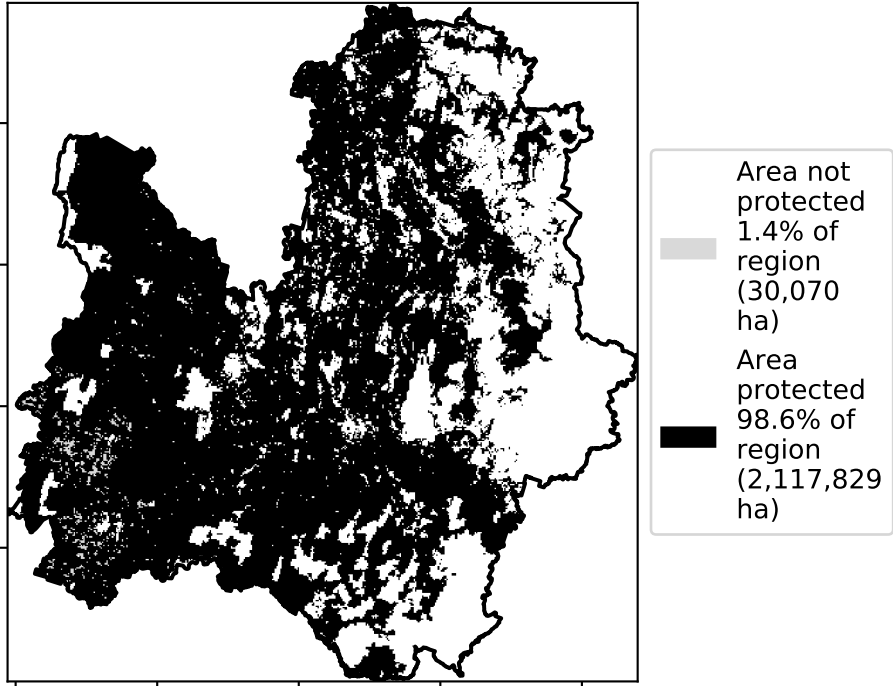 Area not
protected
1.4% of
region
(30,070
ha)
Area
protected
98.6% of
region
(2,117,829
ha)